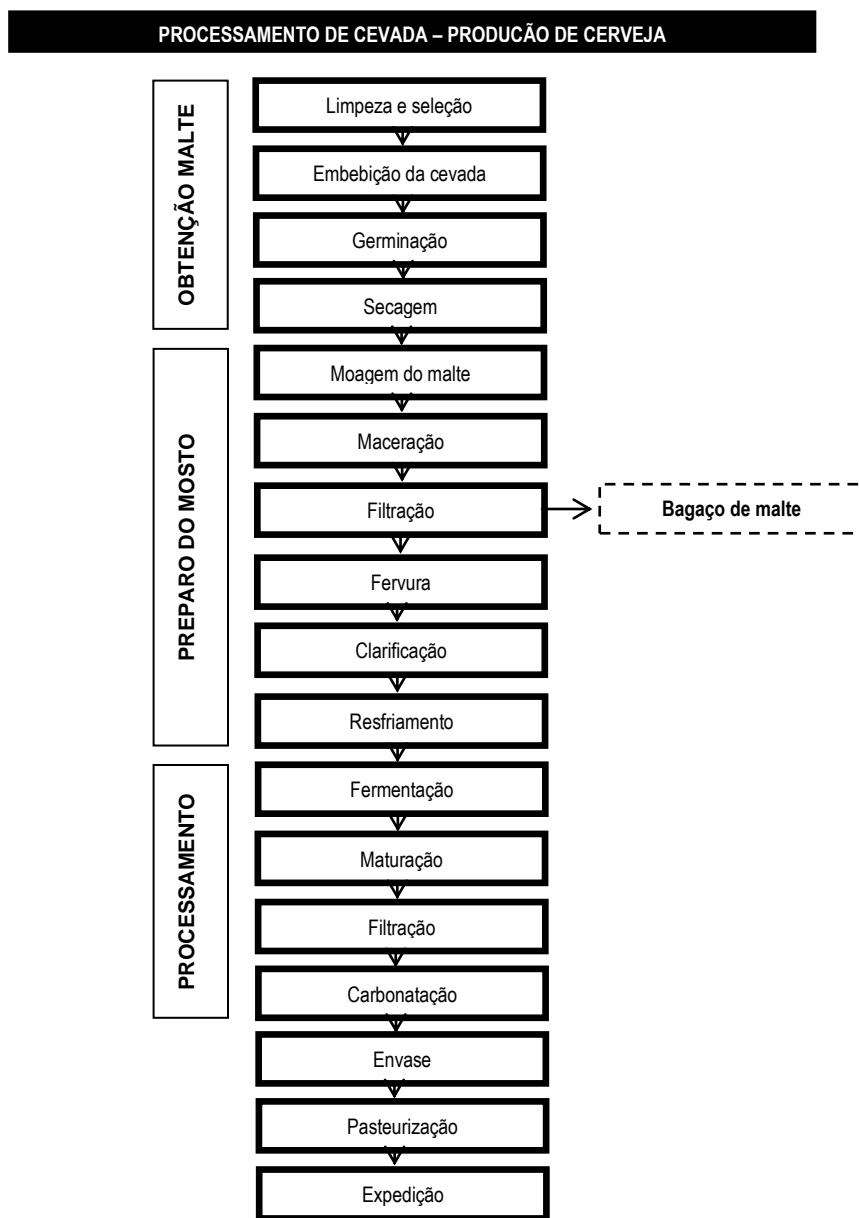 PROCESSAMENTO DE CEVADA – PRODUCÃO DE CERVEJA
OBTENÇÃO MALTE
Limpeza e seleção
Embebição da cevada
Germinação
Secagem
PREPARO DO MOSTO
Moagem do malte
Maceração
Filtração
Bagaço de malte
Fervura
Clarificação
Resfriamento
PROCESSAMENTO
Fermentação
Maturação
Filtração
Carbonatação
Envase
Pasteurização
Expedição